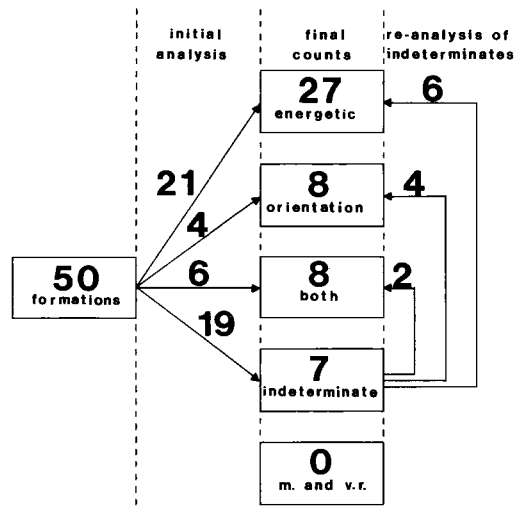 initial analysis
final counts
re-analysis of indeterminates
27
energetic
6
21
8
orientation
4
4
50
formations
6
8
both
2
19
7
indeterminate
0
m. and v.r.